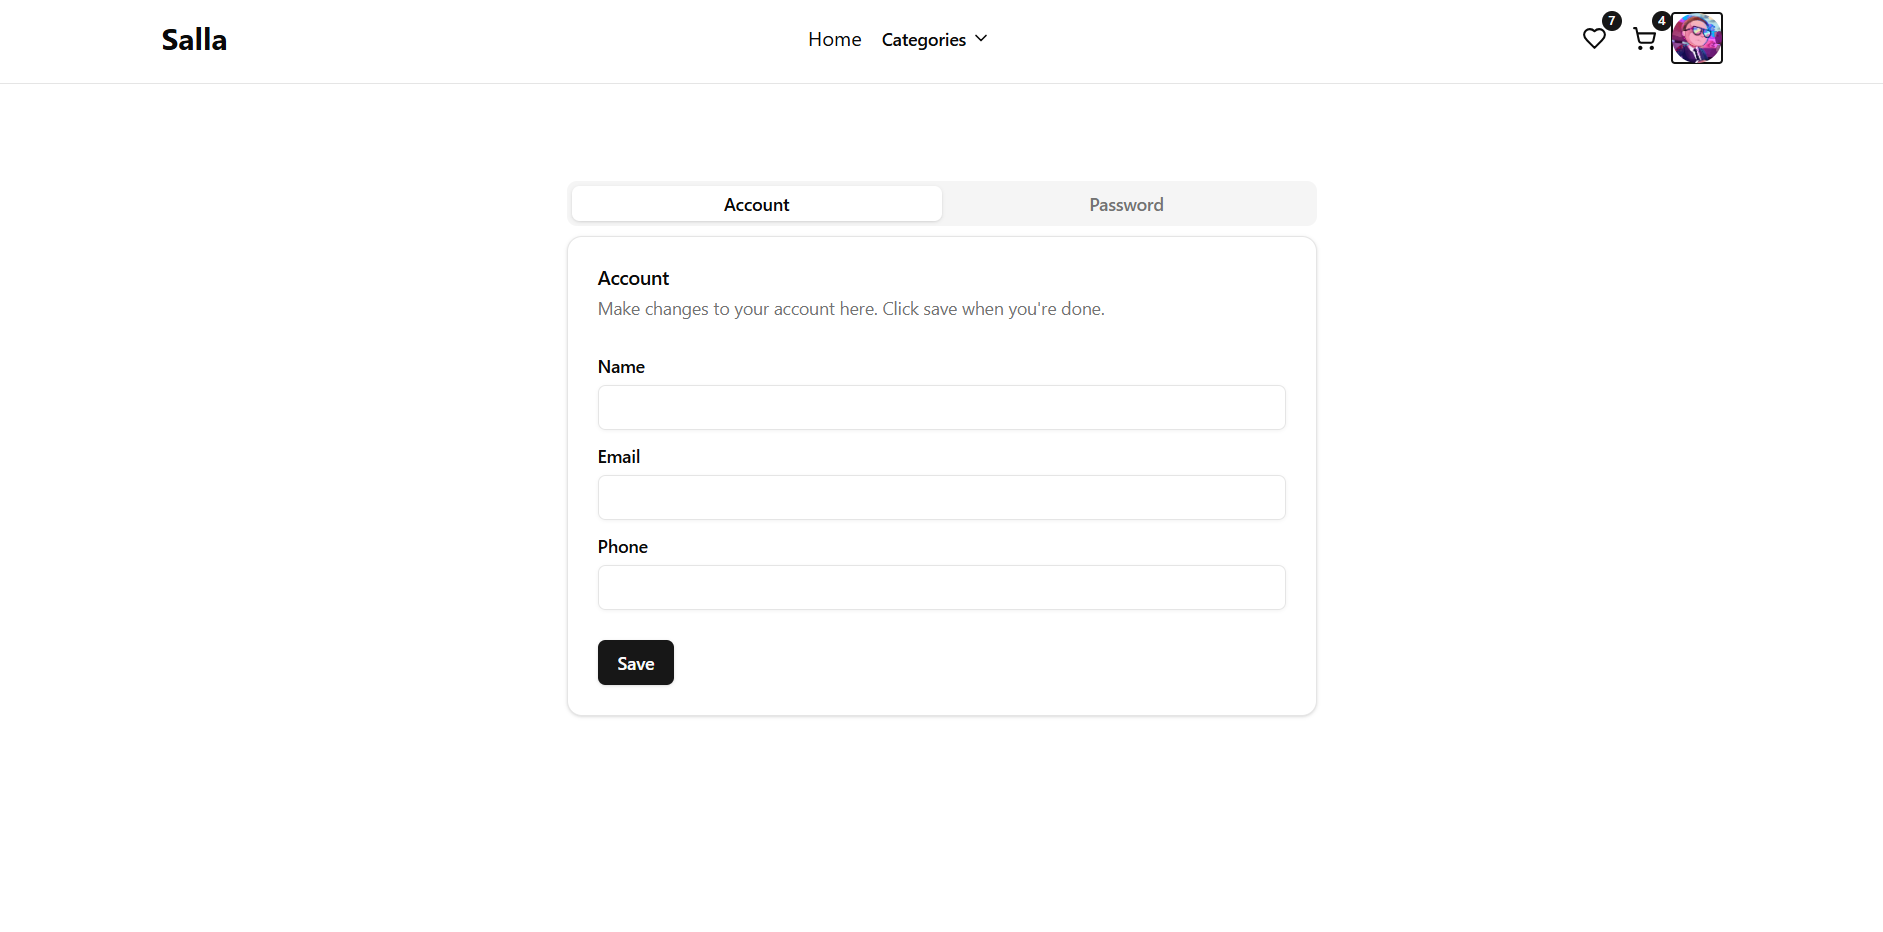 Salla
Home Categories
7
4
Account Password
Account
Make changes to your account here. Click save when you're done.
Name
Email
Phone
Save